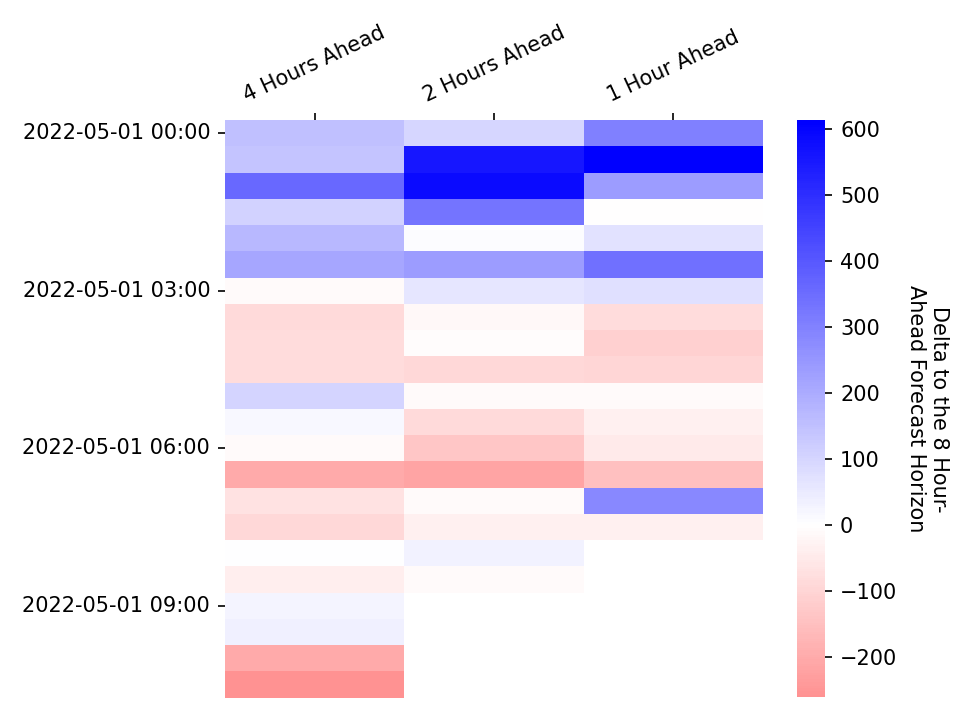 4 Hours Ahead
2 Hours Ahead
1 Hour Ahead
2022-05-01 00:00
2022-05-01 03:00
2022-05-01 06:00
2022-05-01 09:00
600
500
400
300
200
100
0
−100
−200
Delta to the 8 Hour-
Ahead Forecast Horizon